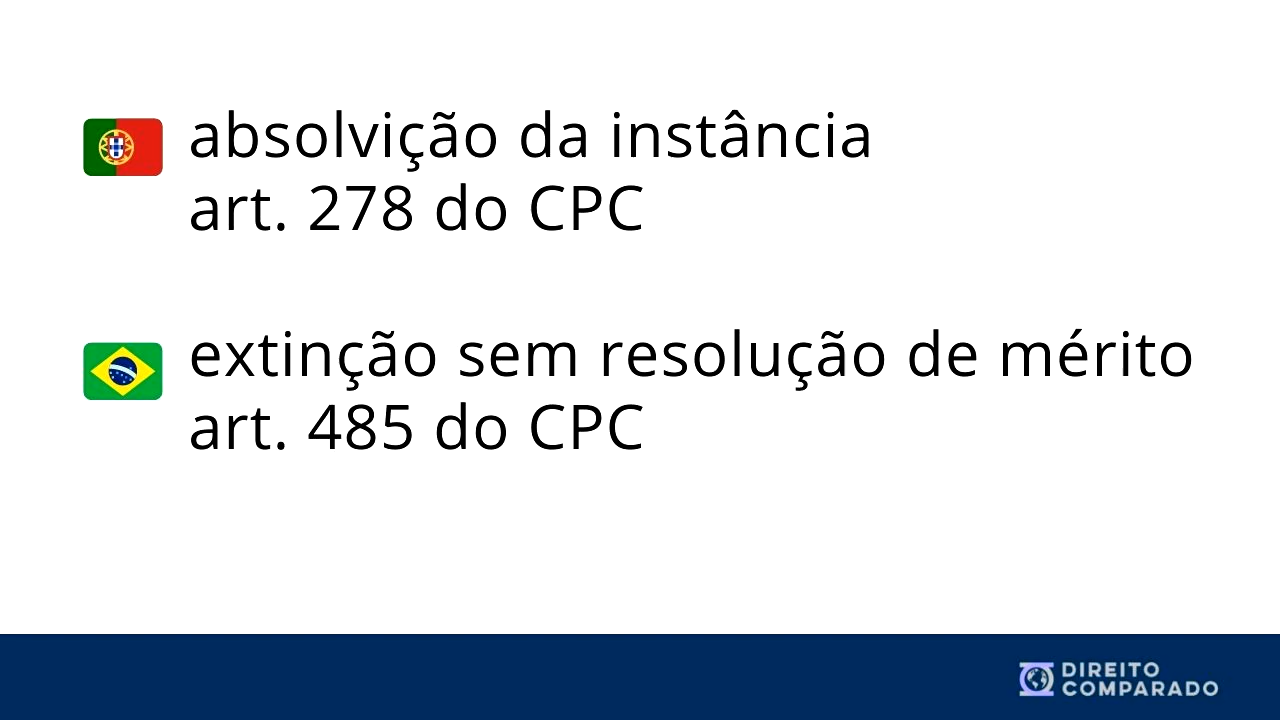 absolvição da instância
art. 278 do CPC
extinção sem resolução de mérito
art. 485 do CPC
DIREITO
COMPARADO